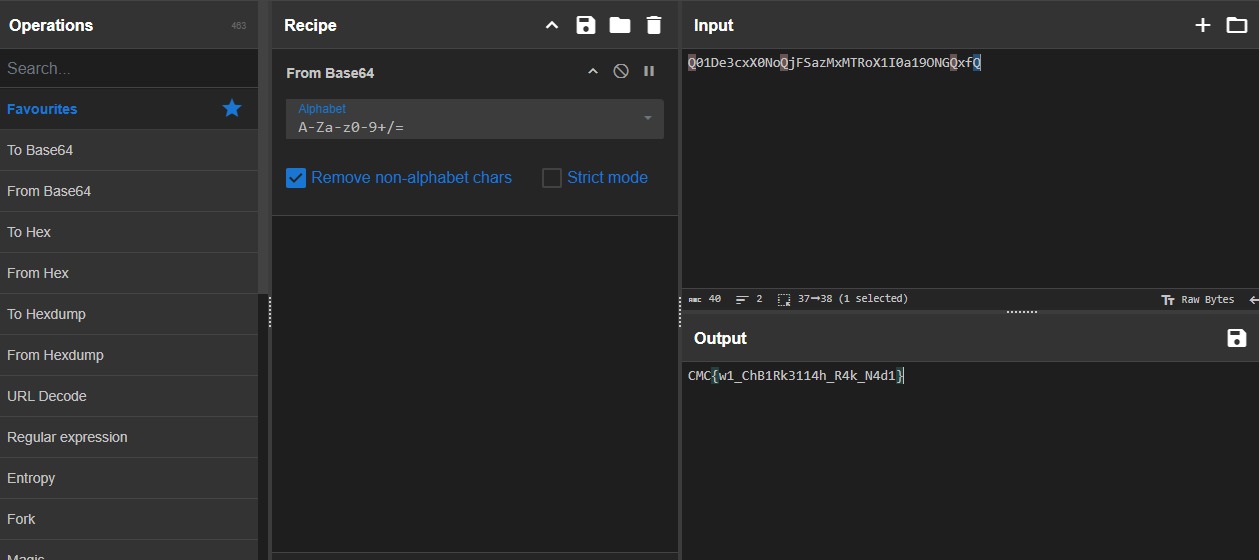 Operations
463
Search...
Favourites
To Base64
From Base64
To Hex
From Hex
To Hexdump
From Hexdump
URL Decode
Regular expression
Entropy
Fork
Magic
Recipe
From Base64
Alphabet
A-Za-z0-9+/=
Remove non-alphabet chars
Strict mode
Input
Q01De3cxX0NoQjFSazMxMTRoX1I0a19ONGQxfQ
ABC 40 2 37→38 (1 selected)
Tt Raw Bytes
Output
CMC{w1_ChB1Rk3114h_R4k_N4d1}